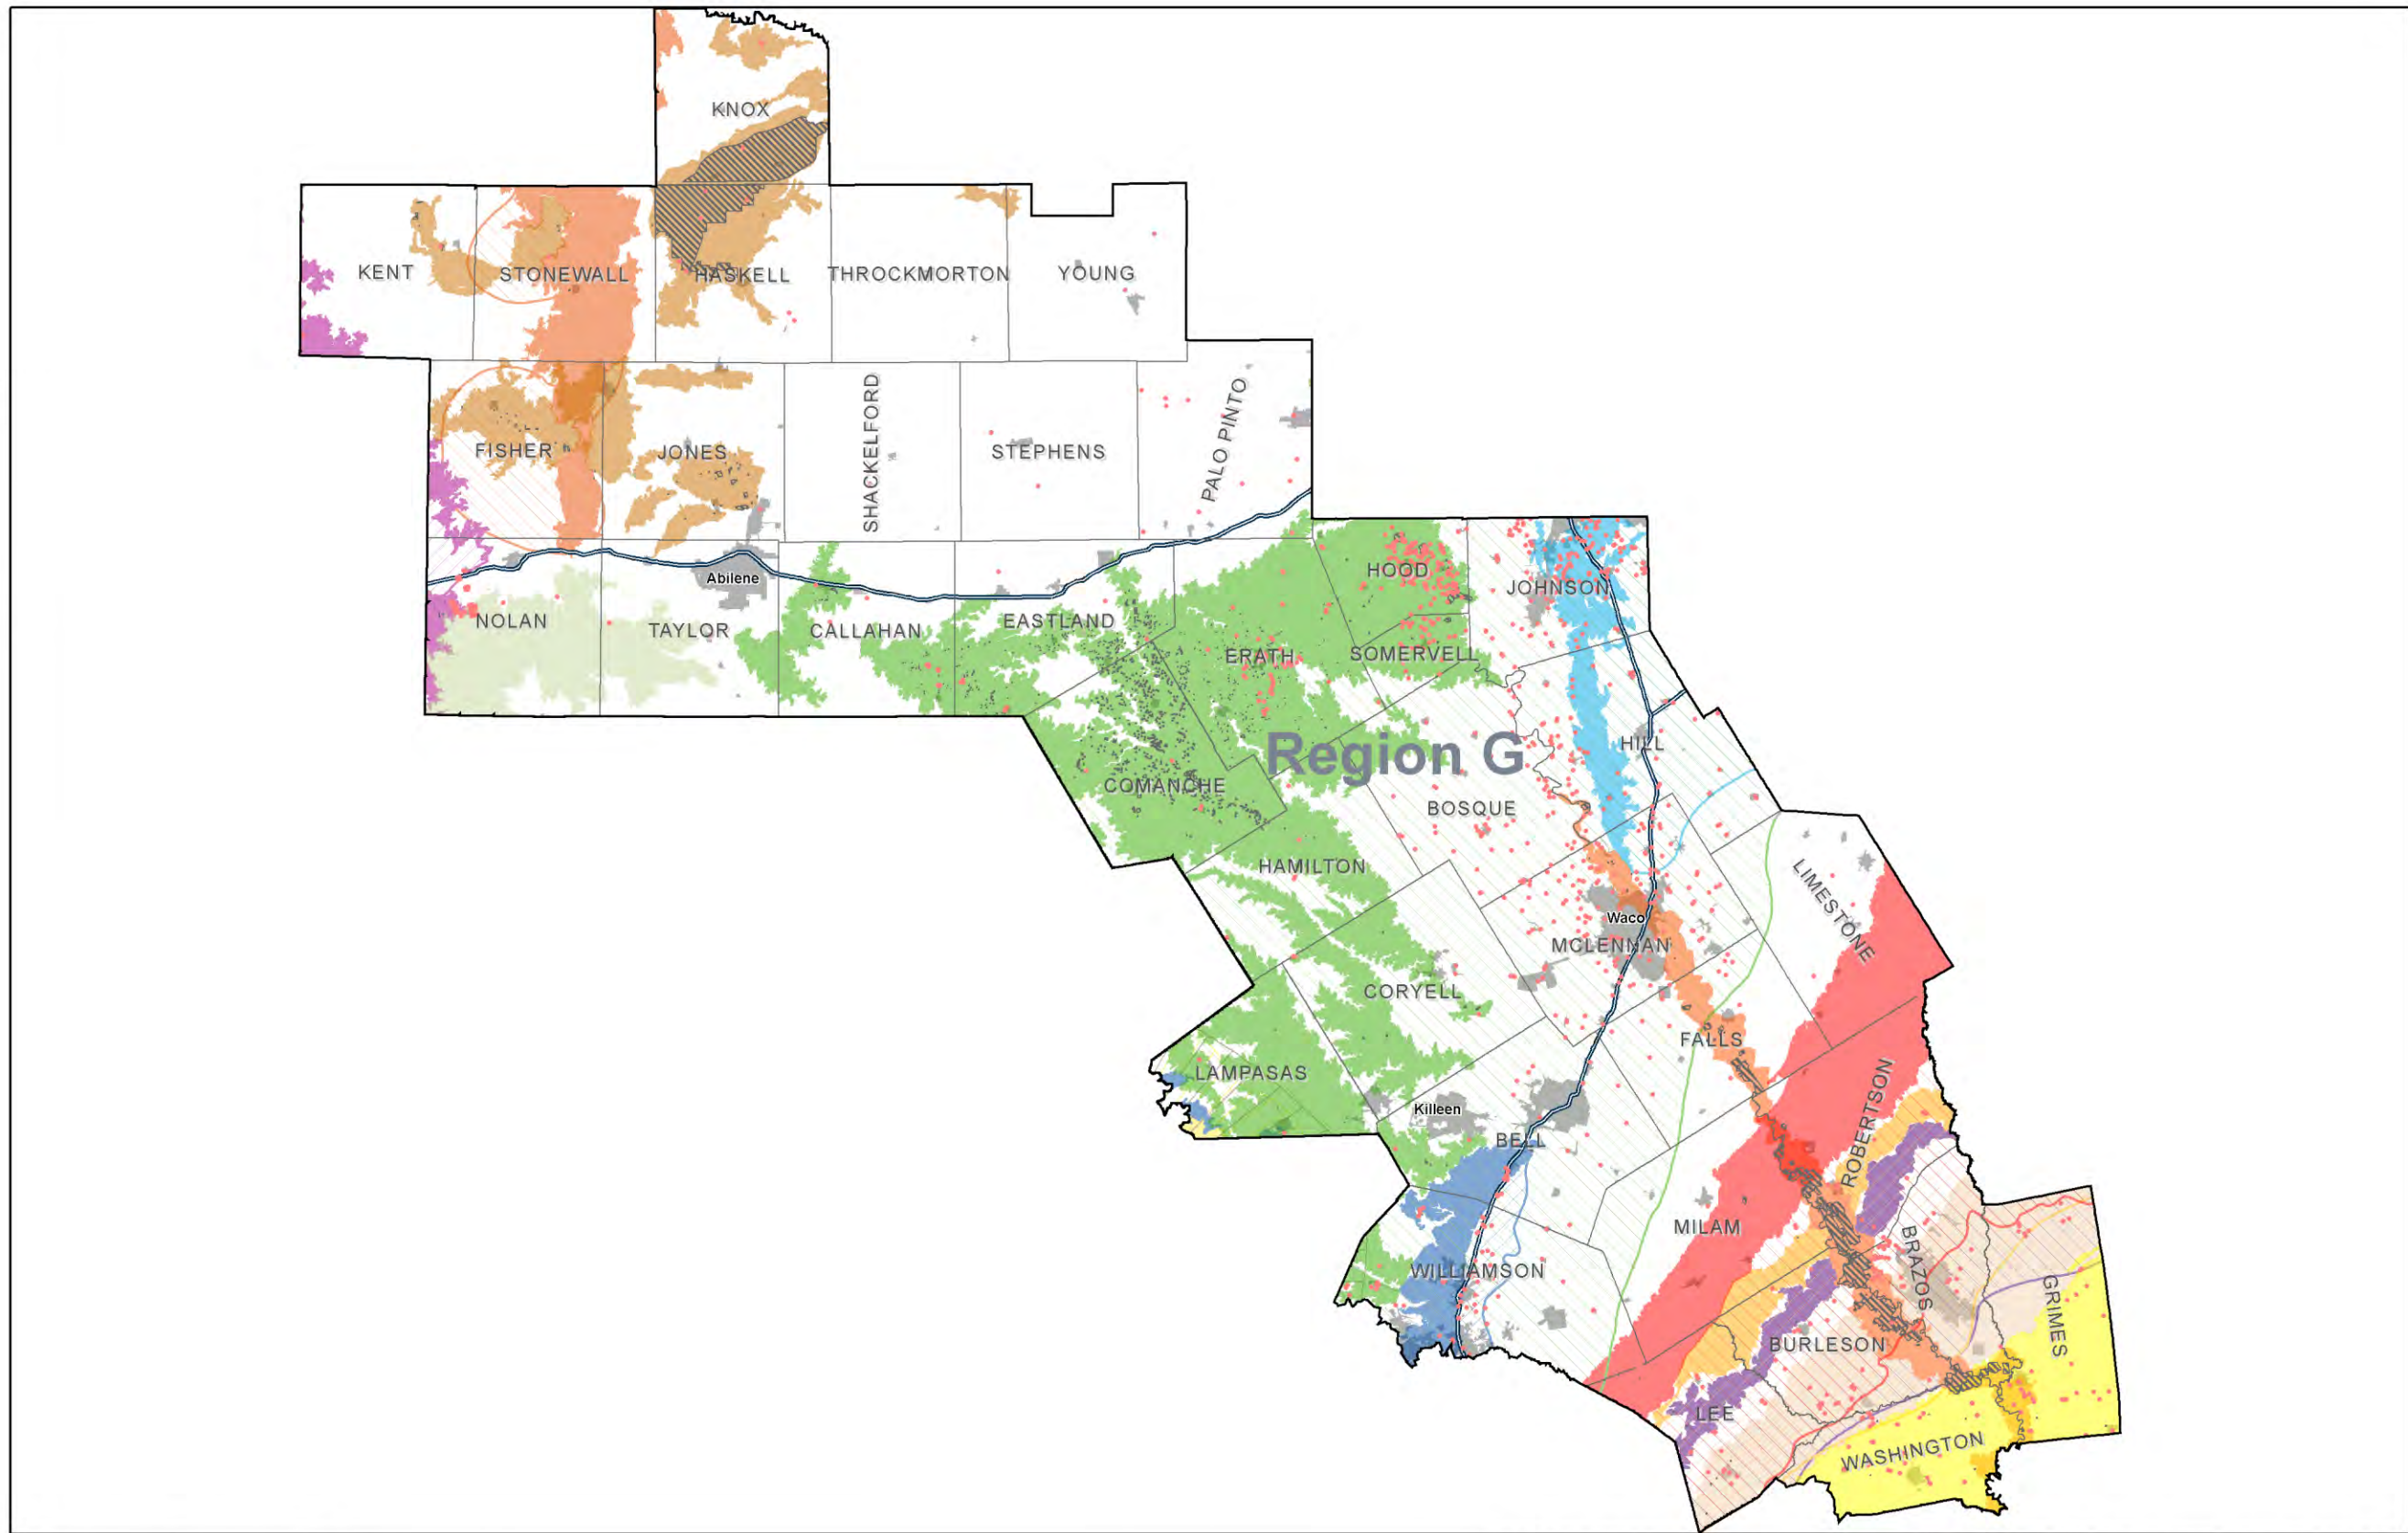 KNOX
KENT
STONEWALL
HASKELL
THROCKMORTON
YOUNG
FISHER
JONES
SHACKELFORD
STEPHENS
PALO PINTO
Abilene
NOLAN
TAYLOR
CALLAHAN
EASTLAND
ERATH
HOOD
SOMERVELL
JOHNSON
Region G
HILL
COMANCHE
BOSQUE
HAMILTON
LIMESTONE
Waco
MCLENNAN
CORYELL
FALLS
LAMPASAS
Killeen
BELL
ROBERTSON
MILAM
WILLIAMSON
BRAZOS
GRIMES
BURLESON
LEE
WASHINGTON